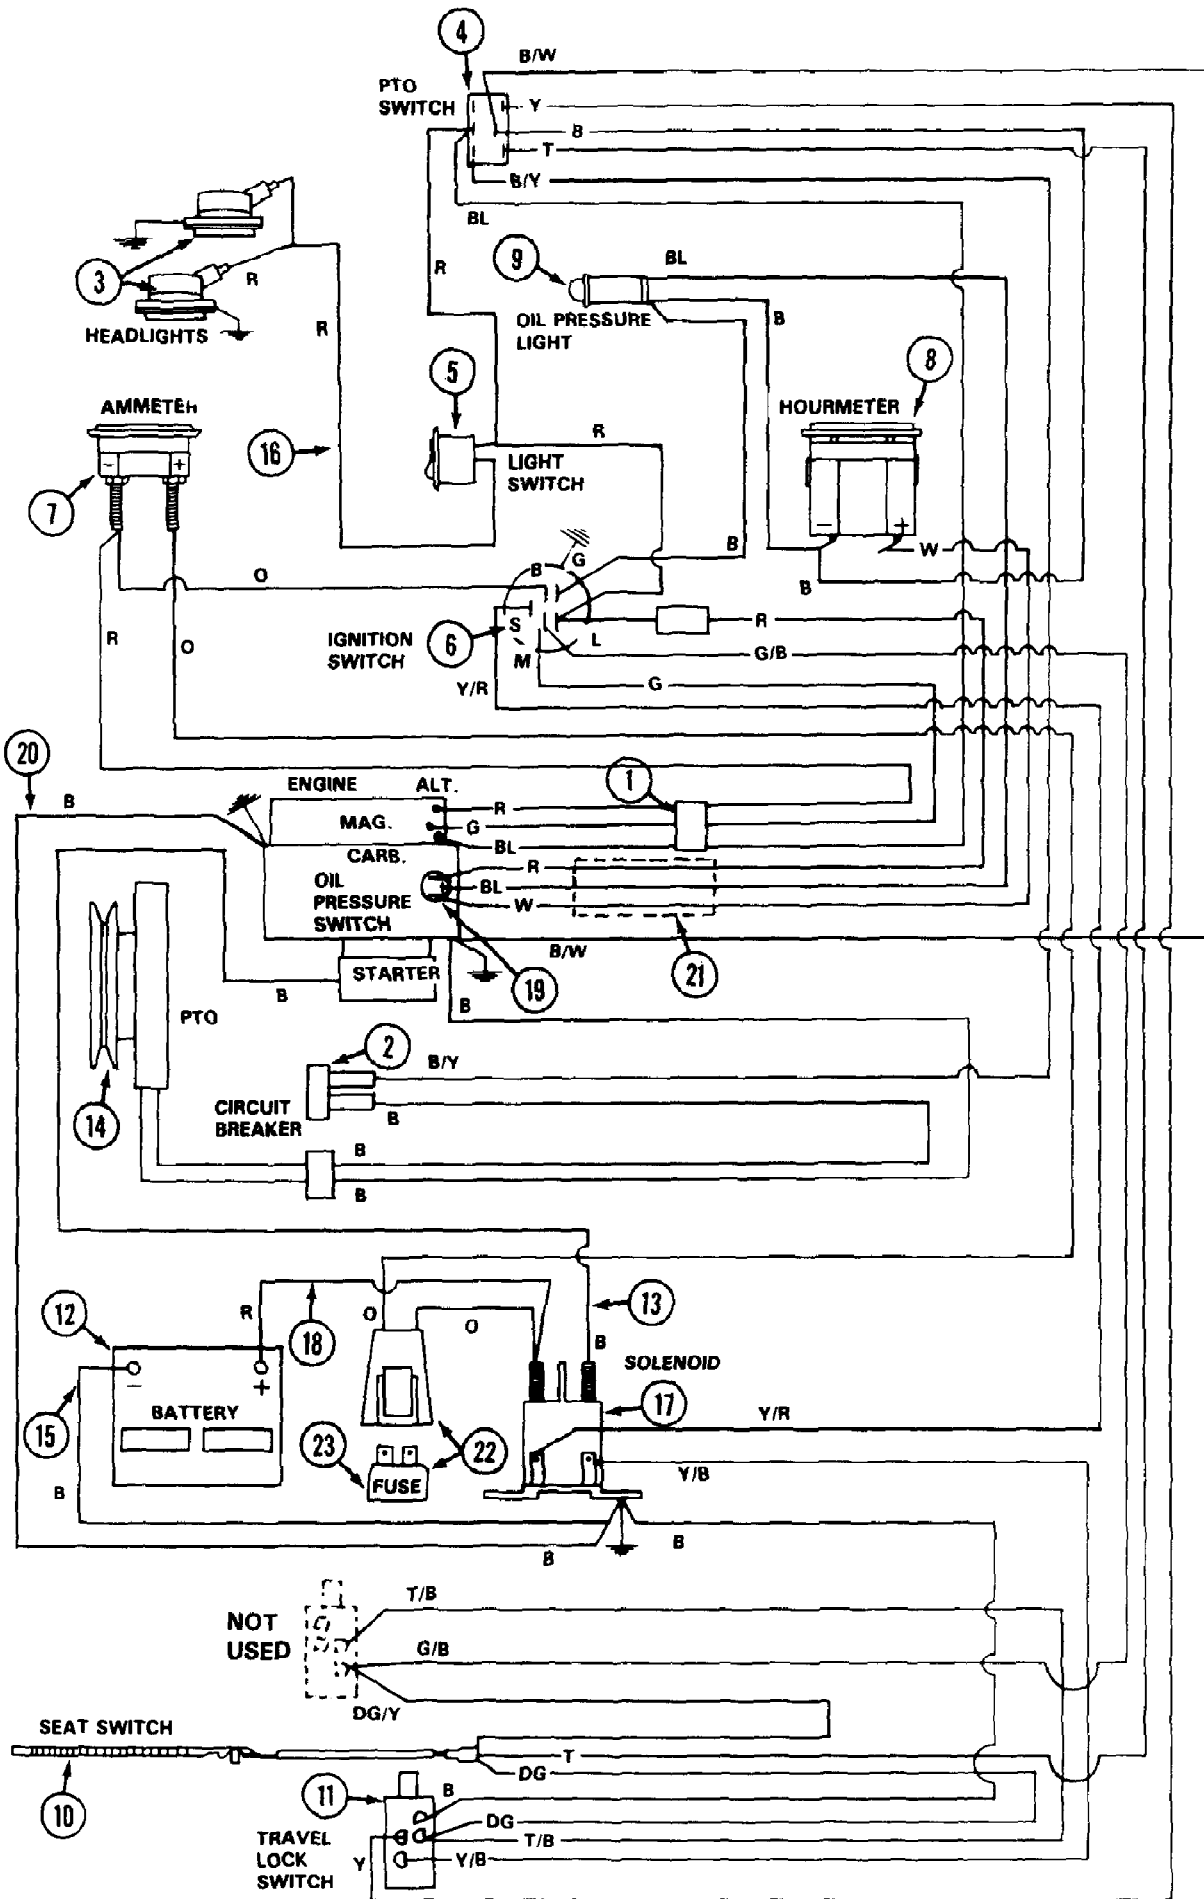 4
B/W
PTO
SWITCH
Y
B
T
B/Y
BL
R
9
BL
3
R
HEADLIGHTS
R
OIL PRESSURE
LIGHT
B
5
8
AMMETER
HOURMETER
16
R
LIGHT
SWITCH
- +
7
- +
W
B
G
B
B
O
R
O
IGNITION
SWITCH
6
S
M
L
R
G/B
Y/R
G
20
B
ENGINE
ALT.
1
R
MAG.
G
BL
CARB.
R
OIL
PRESSURE
SWITCH
BL
W
B/W
STARTER
B
19
21
B
PTO
2
B/Y
CIRCUIT
BREAKER
B
14
B
B
12
R
18
O
O
13
B
SOLENOID
- +
BATTERY
15
17
Y/R
23
22
FUSE
Y/B
B
B
B
T/B
NOT
USED
G/B
DG/Y
SEAT SWITCH
T
DG
10
11
B
DG
TRAVEL
LOCK
SWITCH
T/B
Y
Y/B